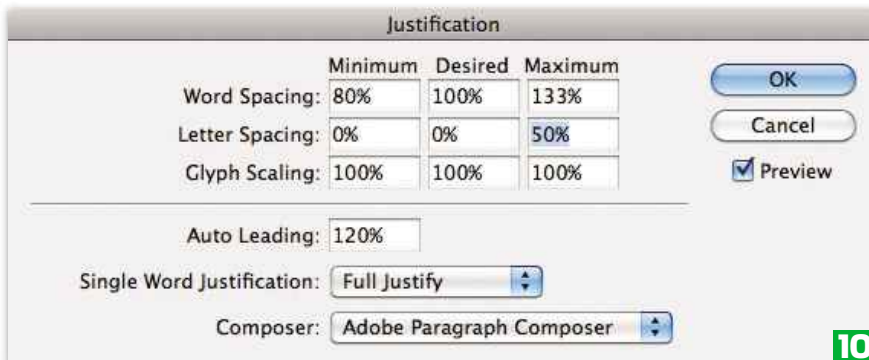 Justification
Minimum Desired Maximum
Word Spacing: 80% 100% 133%
OK
Letter Spacing: 0% 0% 50%
Cancel
Glyph Scaling: 100% 100% 100%
Preview
Auto Leading: 120%
Single Word Justification: Full Justify
Composer: Adobe Paragraph Composer
10